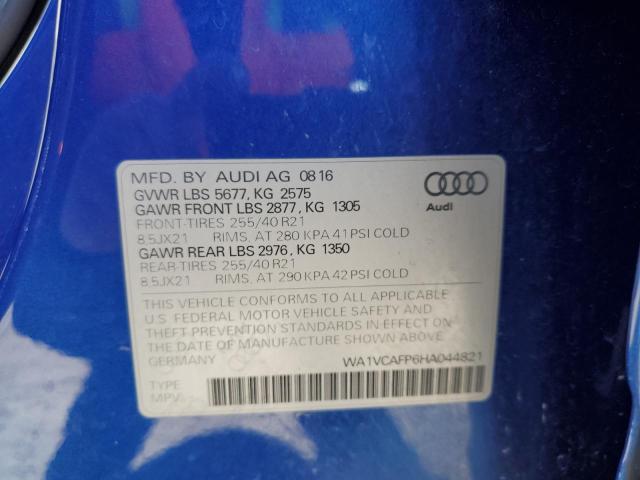 MFD. BY AUDI AG 08 16
GVWR LBS 5677, KG 2575
GAWR FRONT LBS 2877, KG 1305
FRONT-TIRES 255/40 R21
8.5JX21 RIMS, AT 280 KPA 41 PSI COLD
GAWR REAR LBS 2976, KG 1350
REAR-TIRES 255/40 R21
8.5JX21 RIMS, AT 290 KPA 42 PSI COLD
Audi
THIS VEHICLE CONFORMS TO ALL APPLICABLE
U.S. FEDERAL MOTOR VEHICLE SAFETY AND
THEFT PREVENTION STANDARDS IN EFFECT ON
THE DATE OF MANUFACTURE SHOWN ABOVE.
GERMANY WA1VCAFP6HA044821
TYPE
MPV